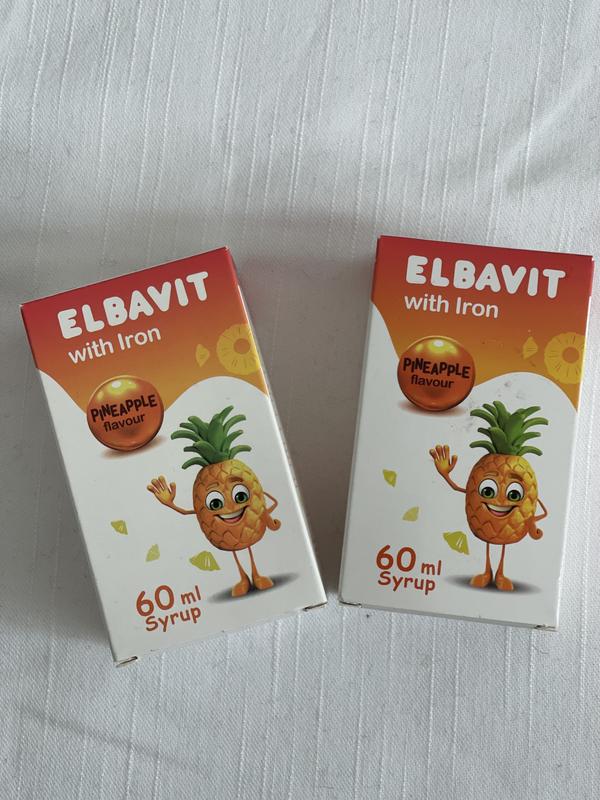 ELBAVIT
with Iron
PINEAPPLE
flavour
60 ml
Syrup
ELBAVIT
with Iron
PINEAPPLE
flavour
60 ml
Syrup